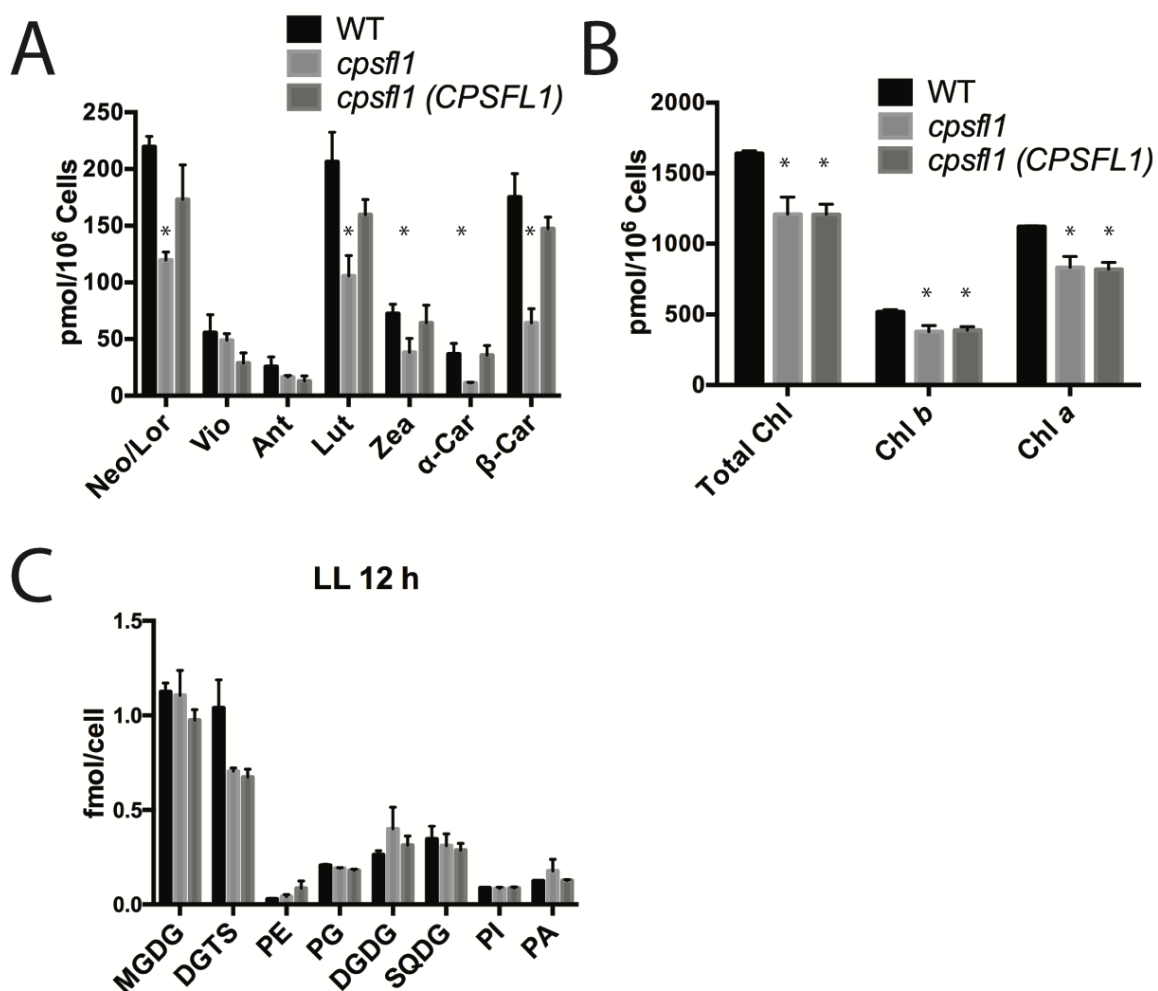 A
WT
cpsfl1
cpsfl1 (CPSFL1)
pmol/10⁶ Cells
250
200
150
100
50
0
* * * * *
Neo/Lor Vio Ant Lut Zea α-Car β-Car
B
WT
cpsfl1
cpsfl1 (CPSFL1)
pmol/10⁶ Cells
2000
1500
1000
500
0
* * * * * *
Total Chl Chl b Chl a
C
LL 12 h
fmol/cell
1.5
1.0
0.5
0.0
MGDG DGTS PE PG DGDG SQDG PI PA